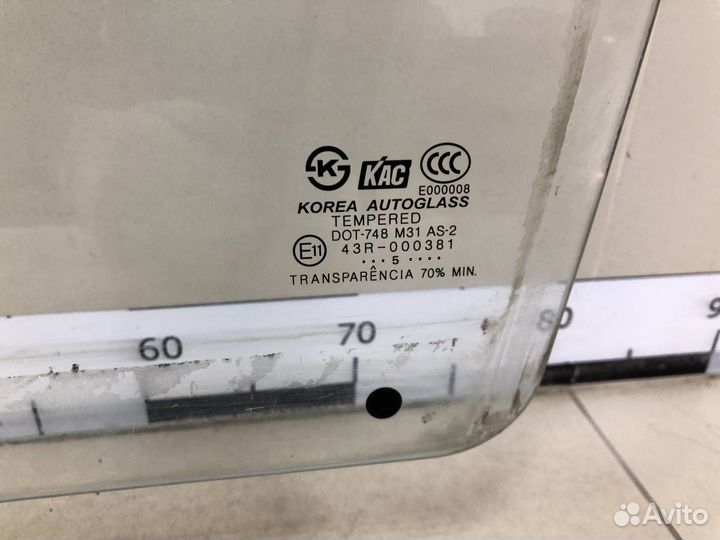 K KAC CCC
E000008
KOREA AUTOGLASS
TEMPERED
DOT-748 M31 AS-2
E11 43R-000381
··· 5 ····
TRANSPARÊNCIA 70% MIN.
60 70 80 9
Avito